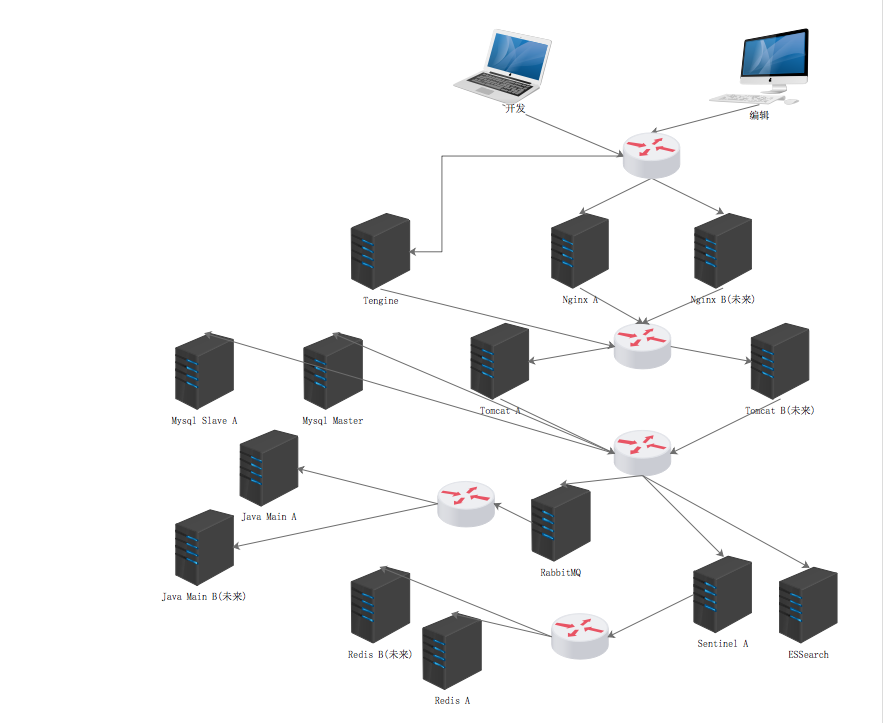 `开发
编辑
Tengine
Nginx A
Nginx B(未来)
Mysql Slave A
Mysql Master
Tomcat A
Tomcat B(未来)
Java Main A
RabbitMQ
Java Main B(未来)
Redis B(未来)
Sentinel A
ESSearch
Redis A